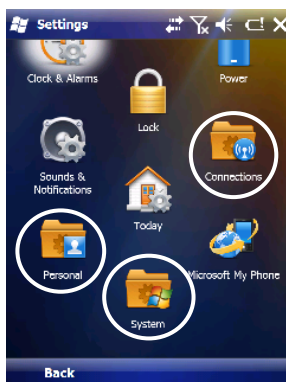 Settings
Clock & Alarms
Power
Lock
Sounds &
Notifications
Connections
Today
Personal
Microsoft My Phone
System
Back